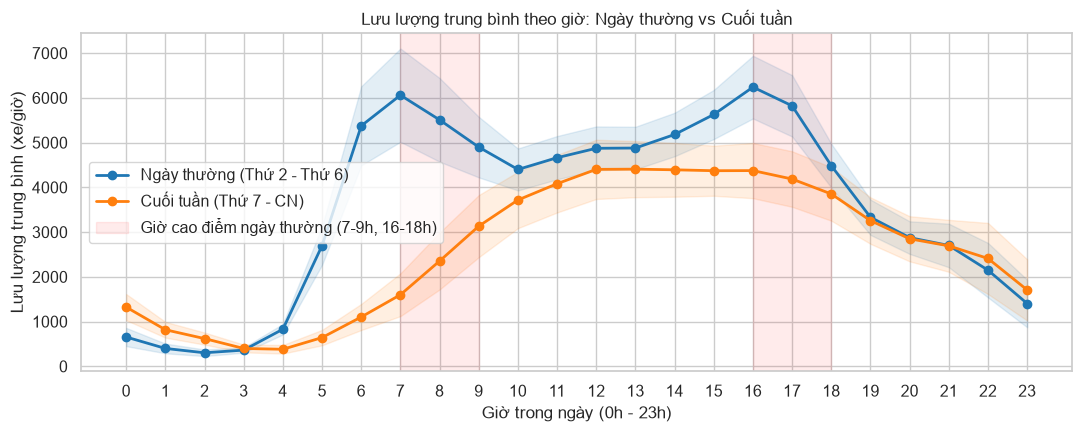 Lưu lượng trung bình theo giờ: Ngày thường vs Cuối tuần
Lưu lượng trung bình (xe/giờ)
7000
6000
5000
4000
3000
2000
1000
0
Ngày thường (Thứ 2 - Thứ 6)
Cuối tuần (Thứ 7 - CN)
Giờ cao điểm ngày thường (7-9h, 16-18h)
0 1 2 3 4 5 6 7 8 9 10 11 12 13 14 15 16 17 18 19 20 21 22 23
Giờ trong ngày (0h - 23h)